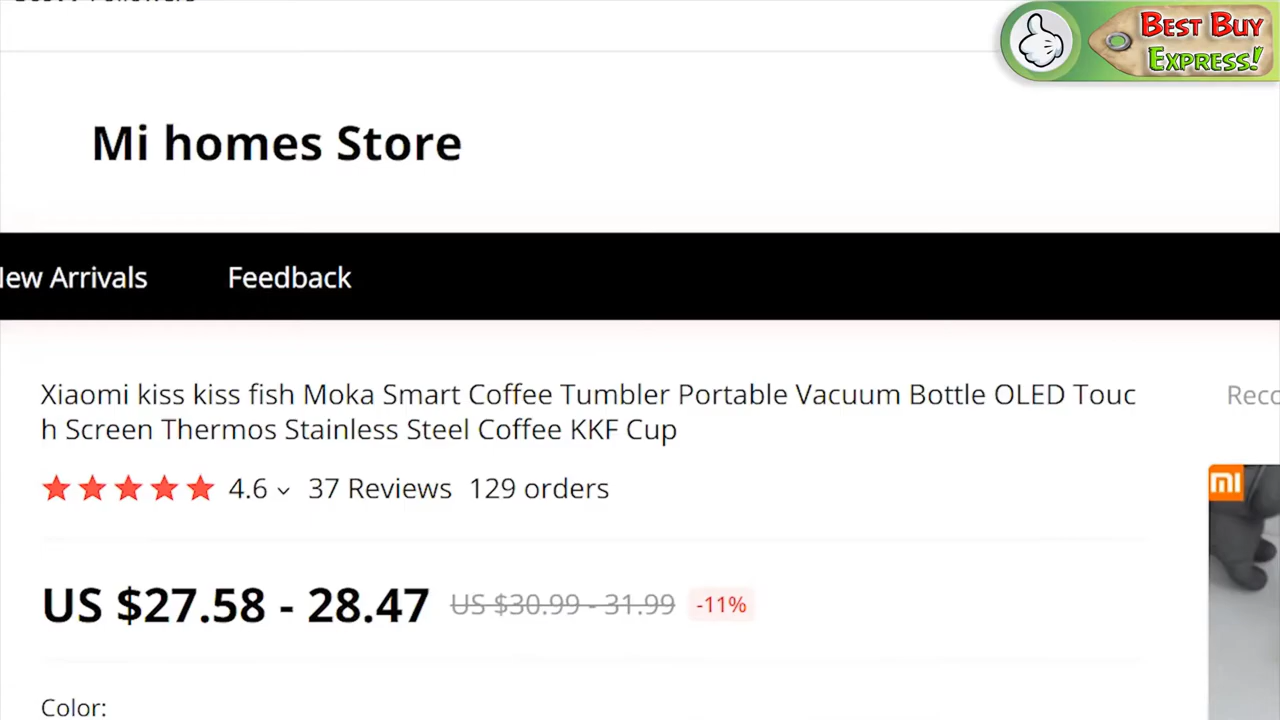 BEST BUY
EXPRESS!
Mi homes Store
New Arrivals Feedback
Xiaomi kiss kiss fish Moka Smart Coffee Tumbler Portable Vacuum Bottle OLED Touc
h Screen Thermos Stainless Steel Coffee KKF Cup
4.6 37 Reviews 129 orders
US $27.58 - 28.47 US $30.99 - 31.99 -11%
mi
Color: